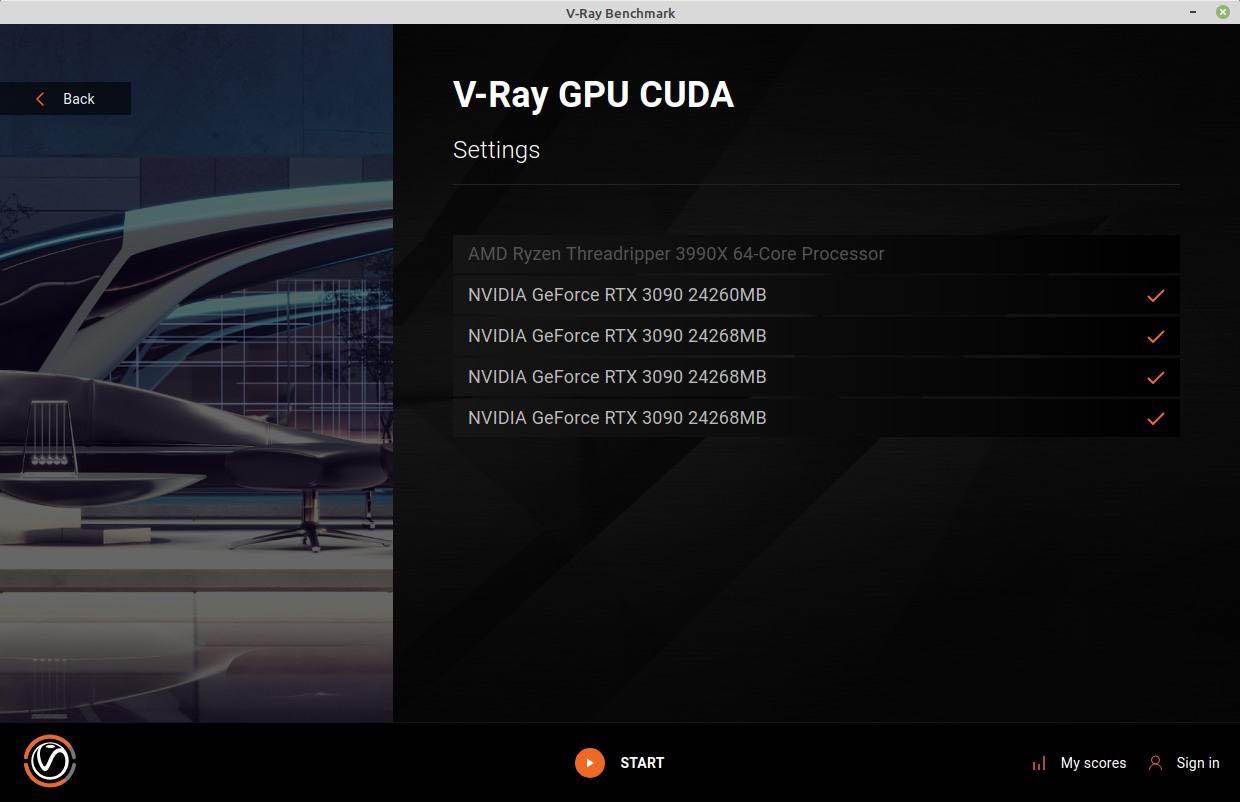 V-Ray Benchmark
Back
V-Ray GPU CUDA
Settings
AMD Ryzen Threadripper 3990X 64-Core Processor
NVIDIA GeForce RTX 3090 24260MB
NVIDIA GeForce RTX 3090 24268MB
NVIDIA GeForce RTX 3090 24268MB
NVIDIA GeForce RTX 3090 24268MB
START
My scores
Sign in